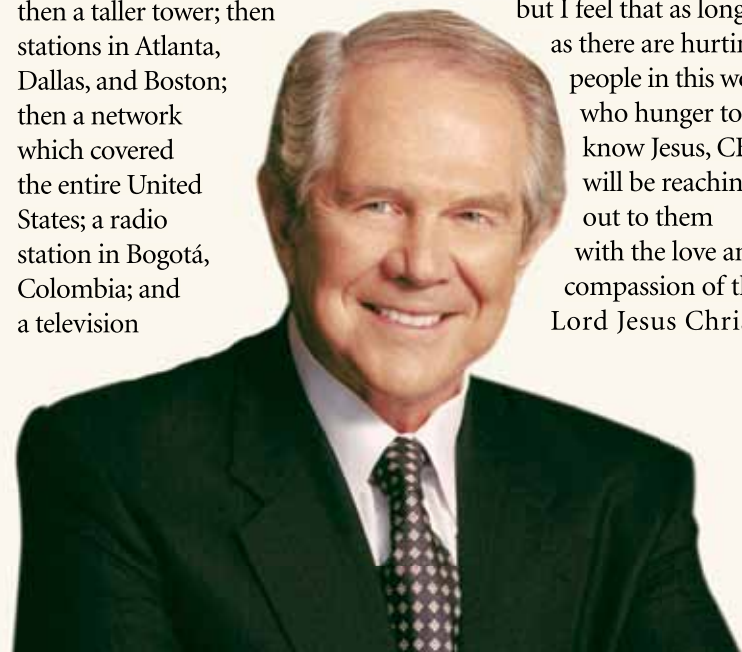 then a taller tower; then
stations in Atlanta,
Dallas, and Boston;
then a network
which covered
the entire United
States; a radio
station in Bogotá,
Colombia; and
a television
but I feel that as long
as there are hurtin
people in this wo
who hunger to
know Jesus, CB
will be reachin
out to them
with the love an
compassion of th
Lord Jesus Chri